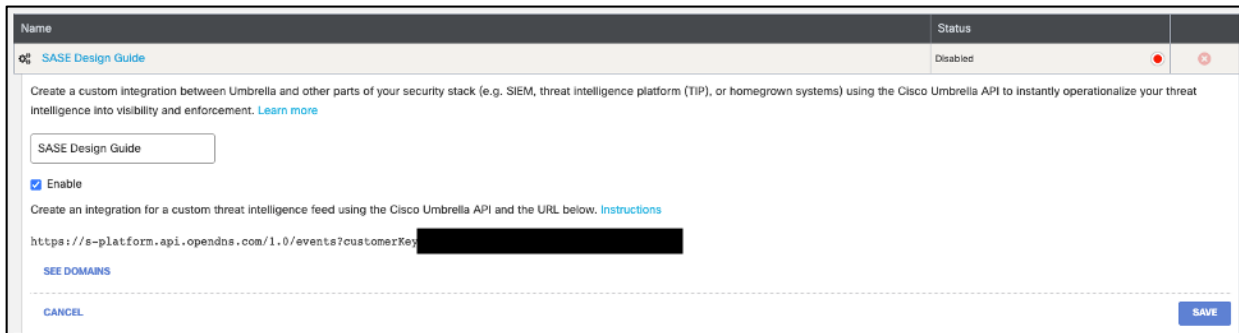 Name Status
SASE Design Guide Disabled
Create a custom integration between Umbrella and other parts of your security stack (e.g. SIEM, threat intelligence platform (TIP), or homegrown systems) using the Cisco Umbrella API to instantly operationalize your threat
intelligence into visibility and enforcement. Learn more
SASE Design Guide
Enable
Create an integration for a custom threat intelligence feed using the Cisco Umbrella API and the URL below. Instructions
https://s-platform.api.opendns.com/1.0/events?customerKey
SEE DOMAINS
CANCEL SAVE